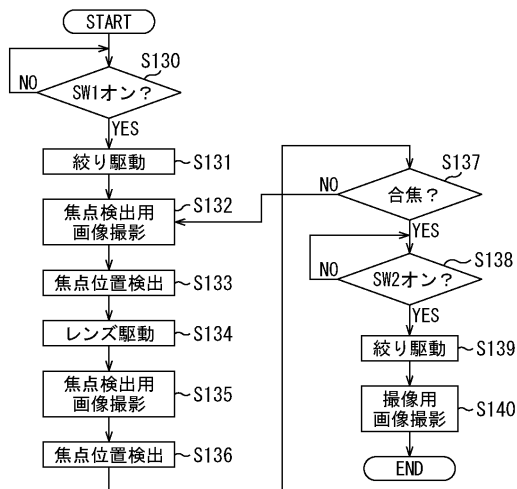 START
S130
NO
SW1オン?
YES
絞り駆動
S131
焦点検出用
画像撮影
S132
焦点位置検出
S133
レンズ駆動
S134
焦点検出用
画像撮影
S135
焦点位置検出
S136
S137
NO
合焦?
YES
S138
NO
SW2オン?
YES
絞り駆動
S139
撮像用
画像撮影
S140
END